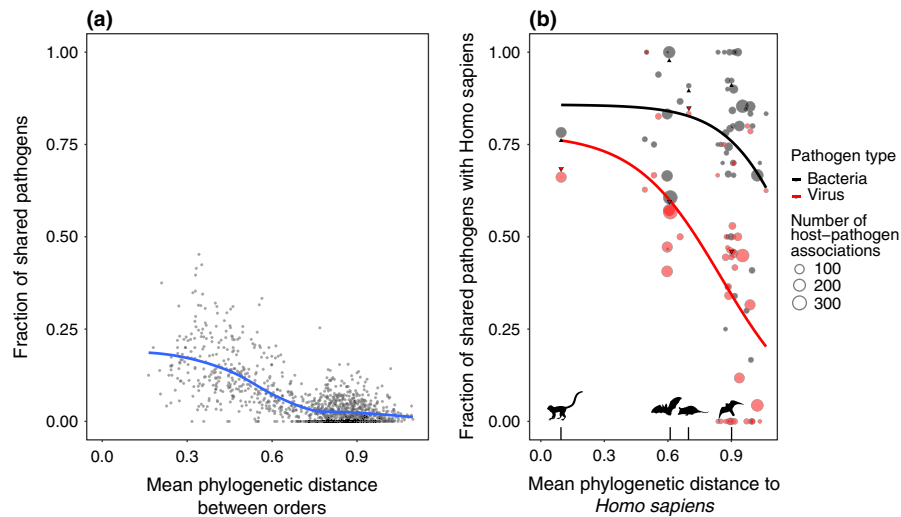 (a)
Fraction of shared pathogens
1.00
0.75
0.50
0.25
0.00
0.0
0.3
0.6
0.9
Mean phylogenetic distance
between orders
(b)
Fraction of shared pathogens with Homo sapiens
1.00
0.75
0.50
0.25
0.00
0.0
0.3
0.6
0.9
Mean phylogenetic distance to
Homo sapiens
Pathogen type
Bacteria
Virus
Number of
host–pathogen
associations
100
200
300